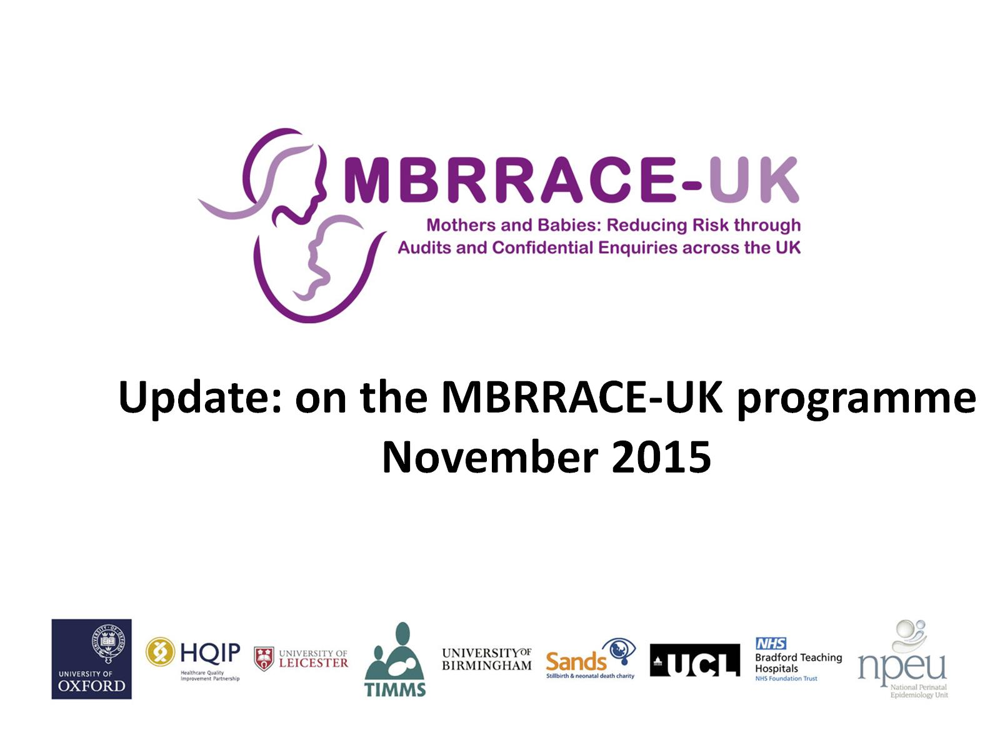 MBRRACE-UK
Mothers and Babies: Reducing Risk through
Audits and Confidential Enquiries across the UK
Update: on the MBRRACE-UK programme
November 2015
UNIVERSITY OF
OXFORD
HQIP
Healthcare Quality
Improvement Partnership
UNIVERSITY OF
LEICESTER
TIMMS
UNIVERSITY OF
BIRMINGHAM
Sands
Stillbirth & neonatal death charity
UCL
NHS
Bradford Teaching
Hospitals
NHS Foundation Trust
npeu
National Perinatal
Epidemiology Unit